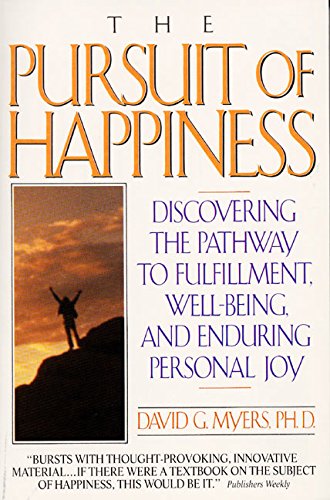 THE
PURSUIT OF
HAPPINESS
DISCOVERING
THE PATHWAY
TO FULFILLMENT,
WELL-BEING,
AND ENDURING
PERSONAL JOY
DAVID G. MYERS, PH.D.
"BURSTS WITH THOUGHT-PROVOKING, INNOVATIVE
MATERIAL...IF THERE WERE A TEXTBOOK ON THE SUBJECT
OF HAPPINESS, THIS WOULD BE IT." Publishers Weekly